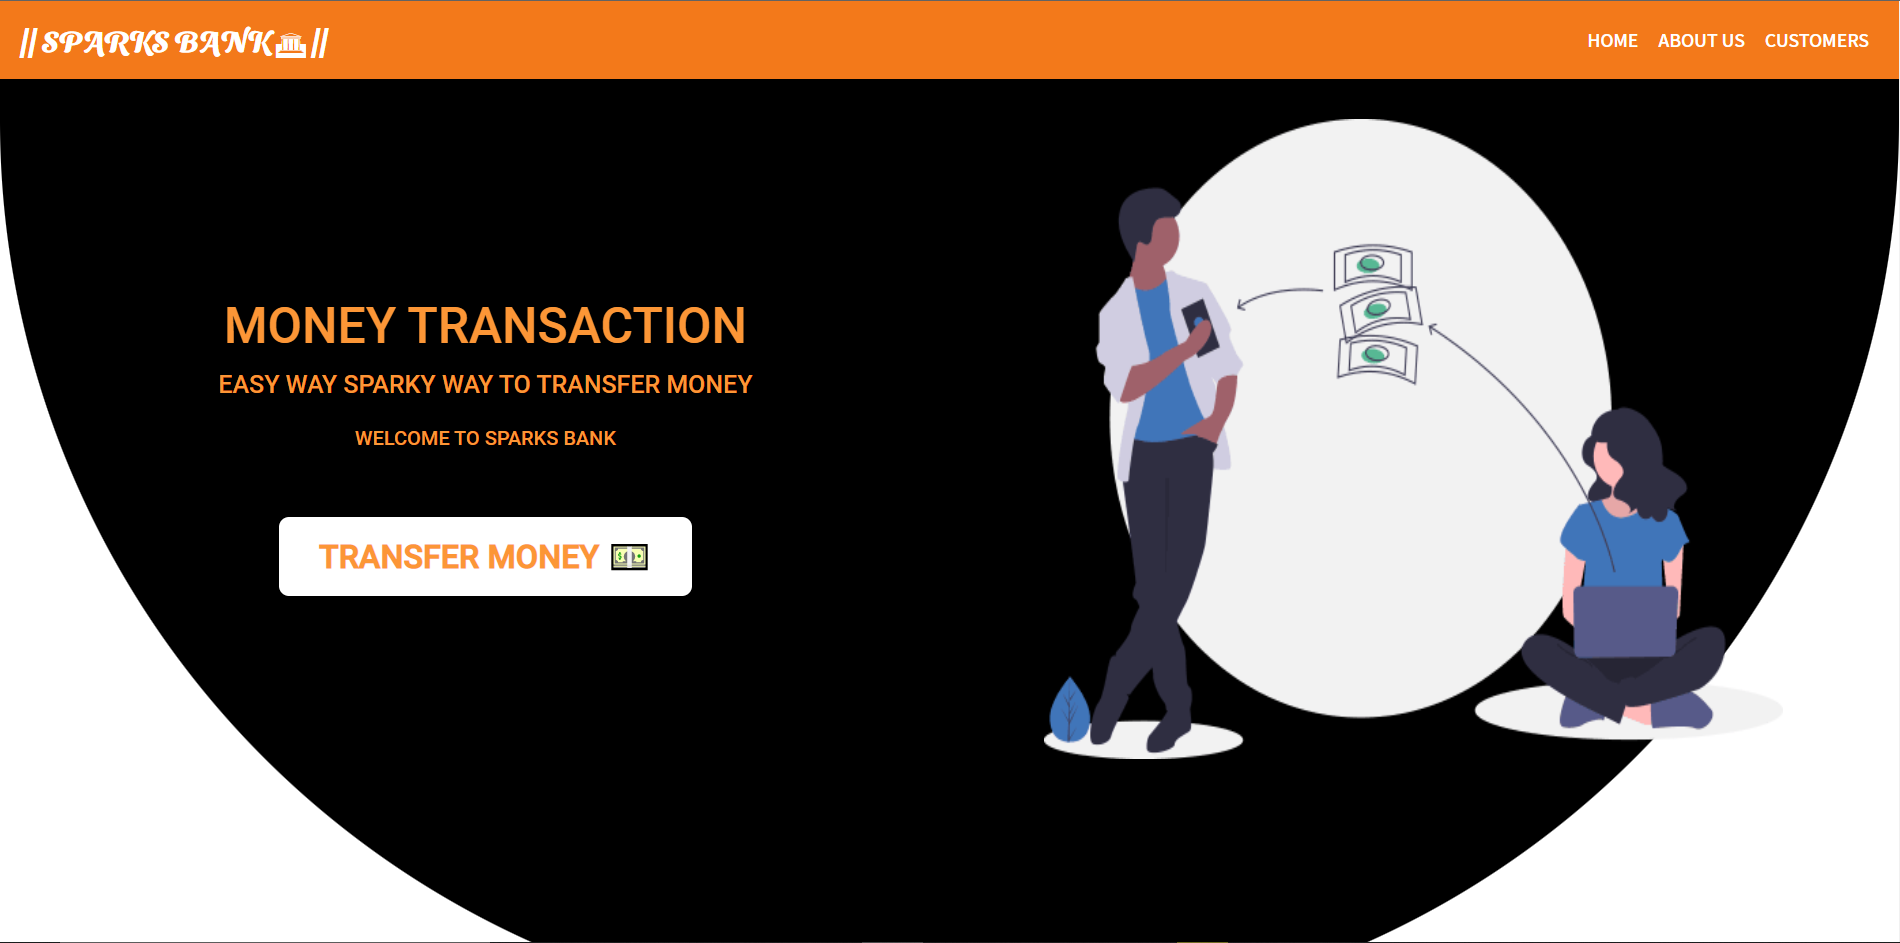 // SPARKS BANK //
HOME ABOUT US CUSTOMERS
MONEY TRANSACTION
EASY WAY SPARKY WAY TO TRANSFER MONEY
WELCOME TO SPARKS BANK
TRANSFER MONEY